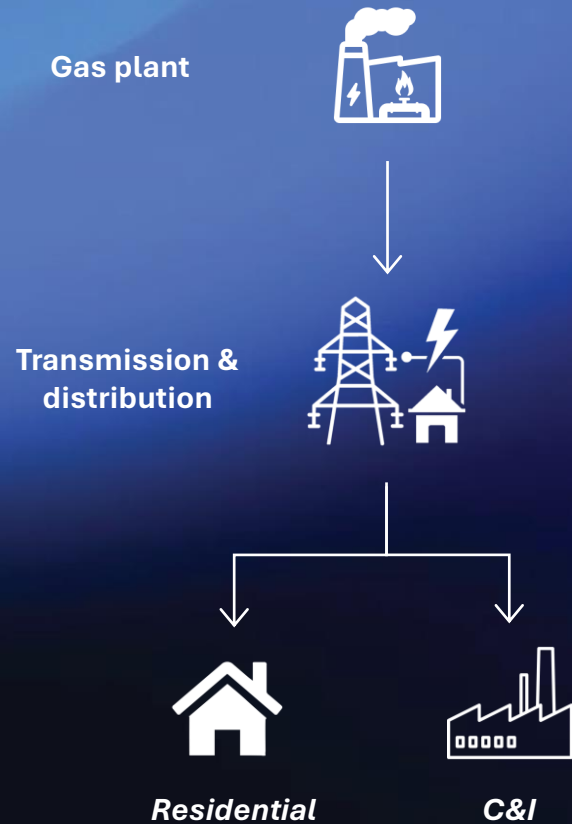 Gas plant
Transmission &
distribution
Residential
C&I